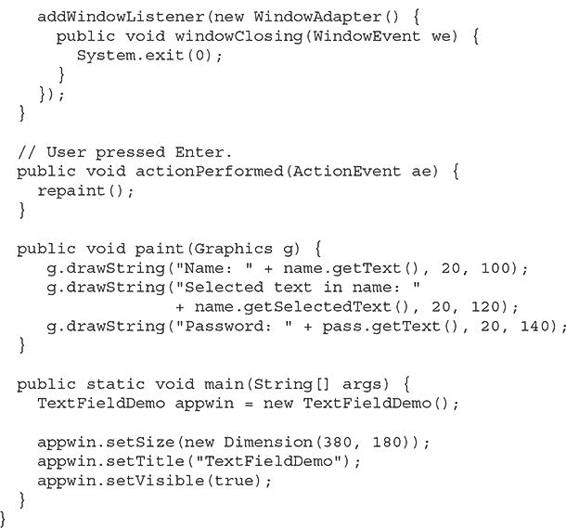 addWindowListener(new WindowAdapter() {
public void windowClosing(WindowEvent we) {
System.exit(0);
}
});
}
// User pressed Enter.
public void actionPerformed(ActionEvent ae) {
repaint();
}
public void paint(Graphics g) {
g.drawString("Name: " + name.getText(), 20, 100);
g.drawString("Selected text in name: "
+ name.getSelectedText(), 20, 120);
g.drawString("Password: " + pass.getText(), 20, 140);
}
public static void main(String[] args) {
TextFieldDemo appwin = new TextFieldDemo();
appwin.setSize(new Dimension(380, 180));
appwin.setTitle("TextFieldDemo");
appwin.setVisible(true);
}
}